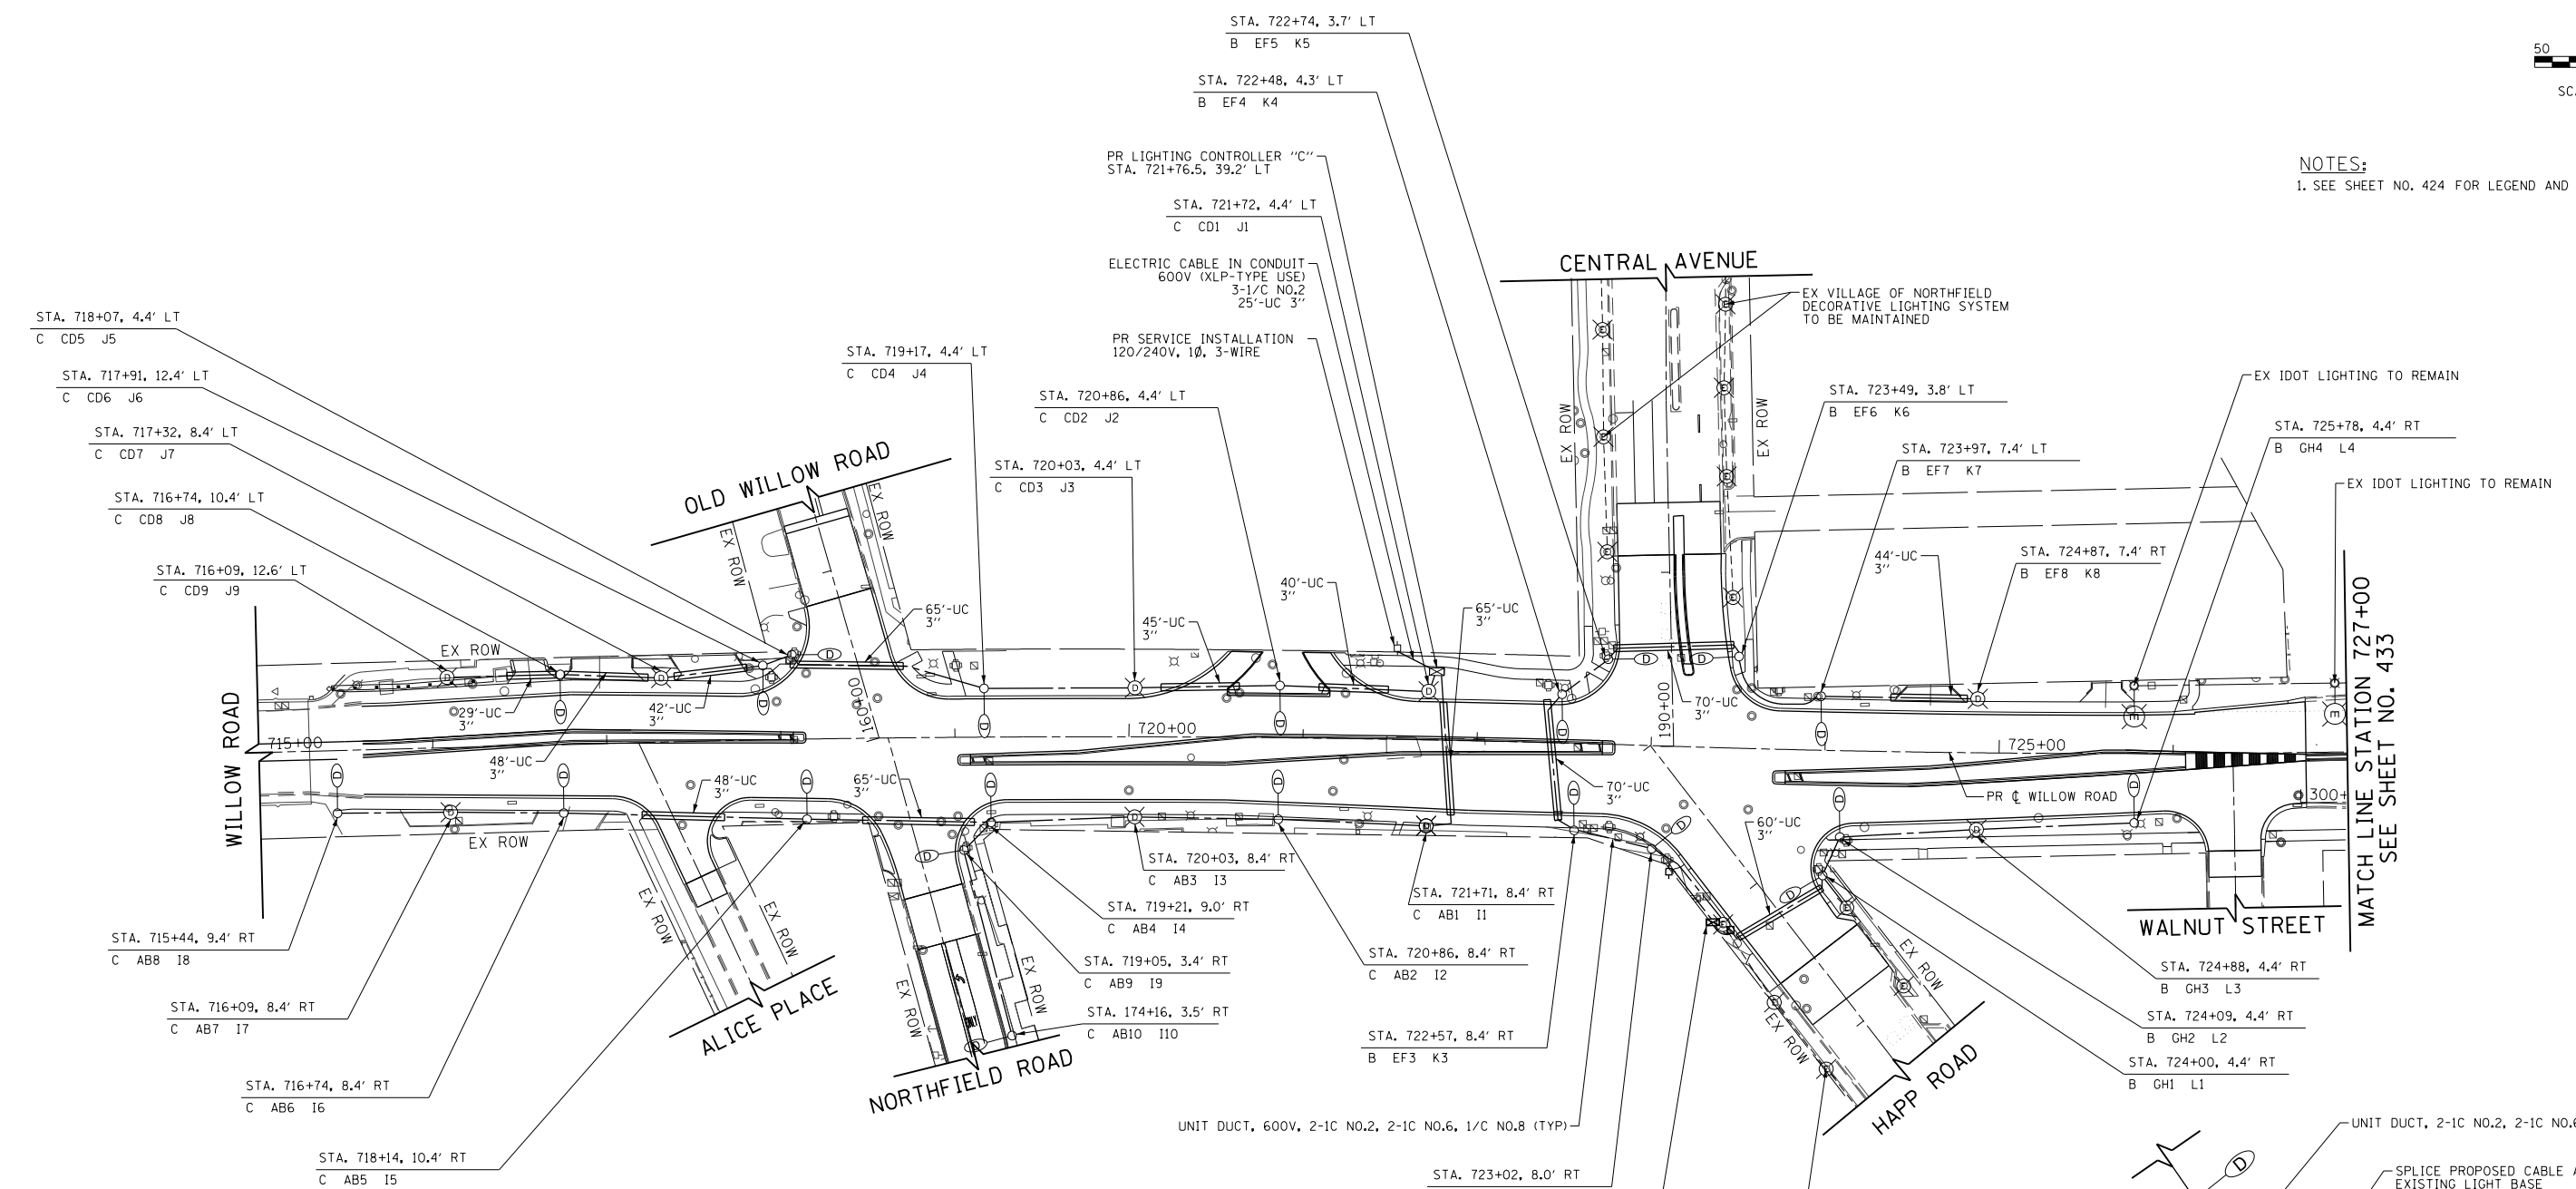 STA. 722+74, 3.7' LT
B EF5 K5
50
SC
STA. 722+48, 4.3' LT
B EF4 K4
PR LIGHTING CONTROLLER "C"
STA. 721+76.5, 39.2' LT
NOTES:
1. SEE SHEET NO. 424 FOR LEGEND AND
STA. 721+72, 4.4' LT
C CD1 J1
CENTRAL AVENUE
ELECTRIC CABLE IN CONDUIT
600V (XLP-TYPE USE)
3-1/C NO.2
25'-UC 3"
EX VILLAGE OF NORTHFIELD
DECORATIVE LIGHTING SYSTEM
TO BE MAINTAINED
STA. 718+07, 4.4' LT
C CD5 J5
PR SERVICE INSTALLATION
120/240V, 1Ø, 3-WIRE
STA. 719+17, 4.4' LT
C CD4 J4
STA. 717+91, 12.4' LT
C CD6 J6
EX IDOT LIGHTING TO REMAIN
STA. 720+86, 4.4' LT
C CD2 J2
STA. 723+49, 3.8' LT
B EF6 K6
EX ROW
EX ROW
STA. 717+32, 8.4' LT
C CD7 J7
STA. 725+78, 4.4' RT
B GH4 L4
OLD WILLOW ROAD
STA. 723+97, 7.4' LT
B EF7 K7
STA. 720+03, 4.4' LT
C CD3 J3
EX IDOT LIGHTING TO REMAIN
STA. 716+74, 10.4' LT
C CD8 J8
EX ROW
EX ROW
STA. 724+87, 7.4' RT
B EF8 K8
44'-UC
3"
STA. 716+09, 12.6' LT
C CD9 J9
40'-UC
3"
65'-UC
3"
65'-UC
3"
45'-UC
3"
MATCH LINE STATION 727+00
SEE SHEET NO. 433
EX ROW
WILLOW ROAD
29'-UC
3"
42'-UC
3"
160+00
190+00
70'-UC
3"
715+00
720+00
725+00
48'-UC
3"
48'-UC
3"
65'-UC
3"
70'-UC
3"
PR ℄ WILLOW ROAD
300+
60'-UC
3"
EX ROW
STA. 720+03, 8.4' RT
C AB3 I3
STA. 721+71, 8.4' RT
C AB1 I1
STA. 719+21, 9.0' RT
C AB4 I4
EX ROW
EX ROW
WALNUT STREET
STA. 715+44, 9.4' RT
C AB8 I8
STA. 720+86, 8.4' RT
C AB2 I2
STA. 719+05, 3.4' RT
C AB9 I9
EX ROW
EX ROW
EX ROW
STA. 724+88, 4.4' RT
B GH3 L3
STA. 716+09, 8.4' RT
C AB7 I7
ALICE PLACE
STA. 174+16, 3.5' RT
C AB10 I10
ONLY
STA. 724+09, 4.4' RT
B GH2 L2
STA. 722+57, 8.4' RT
B EF3 K3
EX ROW
STA. 724+00, 4.4' RT
B GH1 L1
STA. 716+74, 8.4' RT
C AB6 I6
NORTHFIELD ROAD
HAPP ROAD
UNIT DUCT, 600V, 2-1C NO.2, 2-1C NO.6, 1/C NO.8 (TYP)
UNIT DUCT, 2-1C NO.2, 2-1C NO.6
STA. 718+14, 10.4' RT
C AB5 I5
STA. 723+02, 8.0' RT
SPLICE PROPOSED CABLE
EXISTING LIGHT BASE